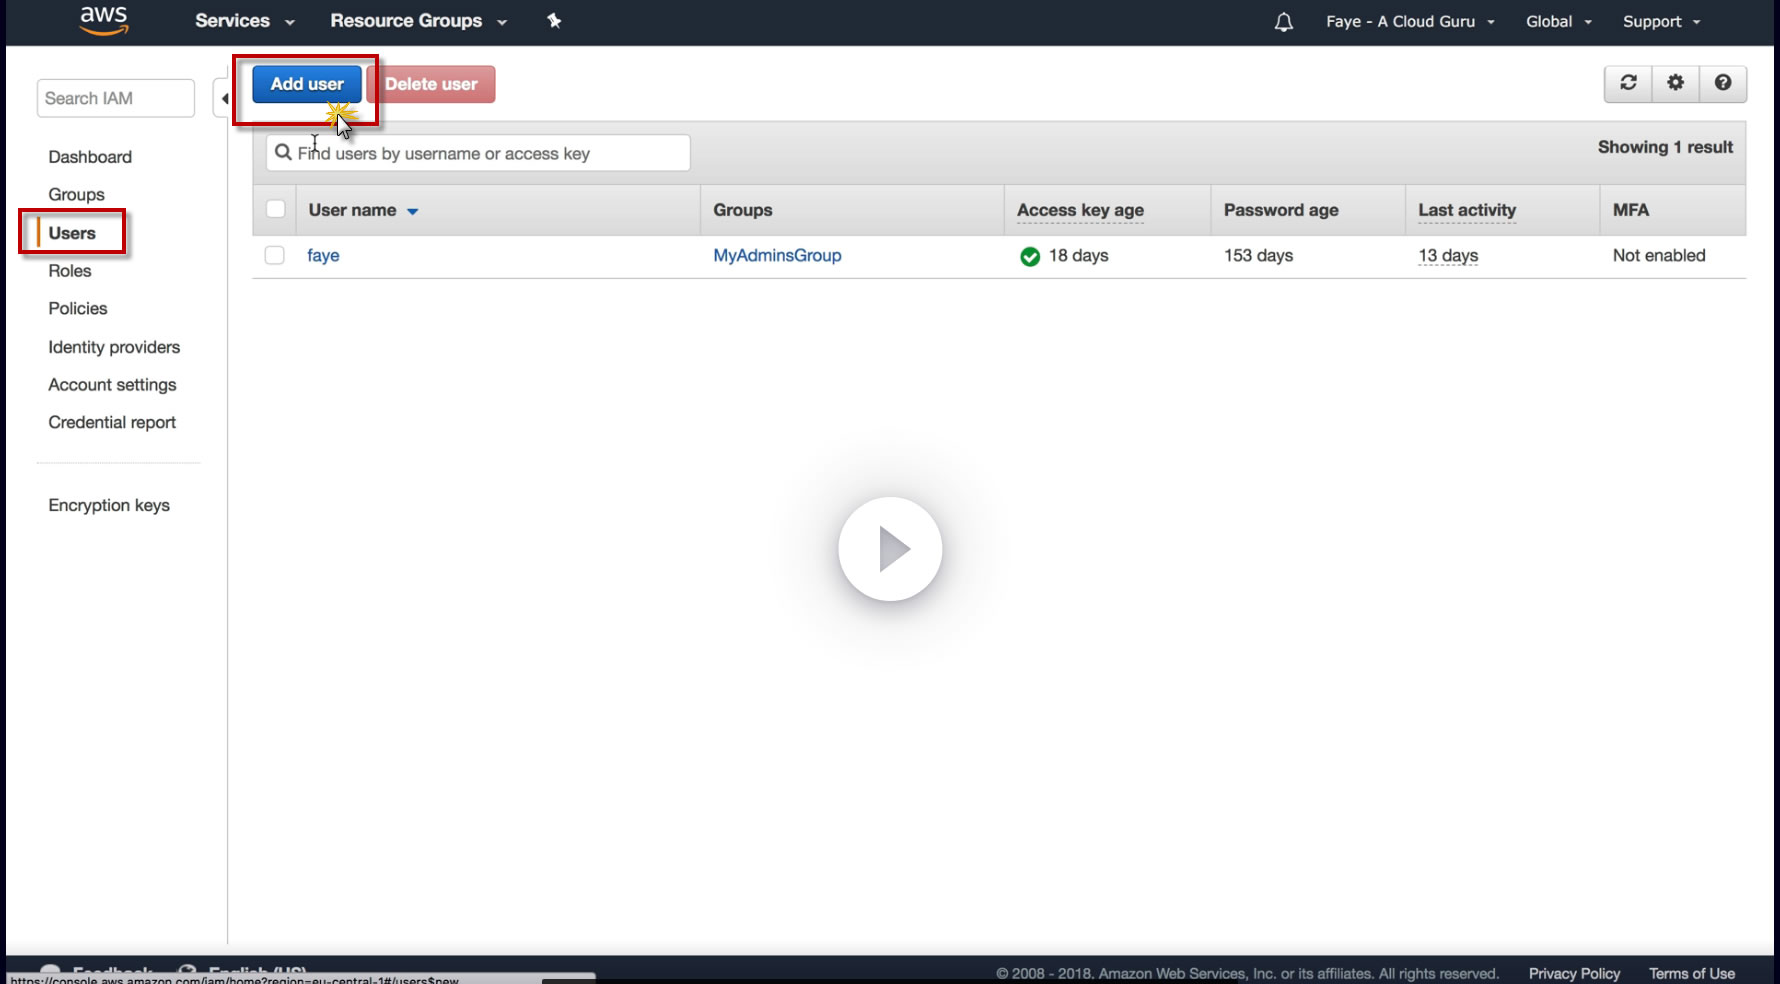 aws Services Resource Groups Faye - A Cloud Guru Global Support
Search IAM
Add user Delete user
Find users by username or access key
Showing 1 result
Dashboard
Groups
Users
Roles
Policies
Identity providers
Account settings
Credential report
Encryption keys
User name Groups Access key age Password age Last activity MFA
faye MyAdminsGroup 18 days 153 days 13 days Not enabled
Feedback English (US)
© 2008 - 2018, Amazon Web Services, Inc. or its affiliates. All rights reserved. Privacy Policy Terms of Use
https://console.aws.amazon.com/iam/home?region=eu-central-1#/users$new